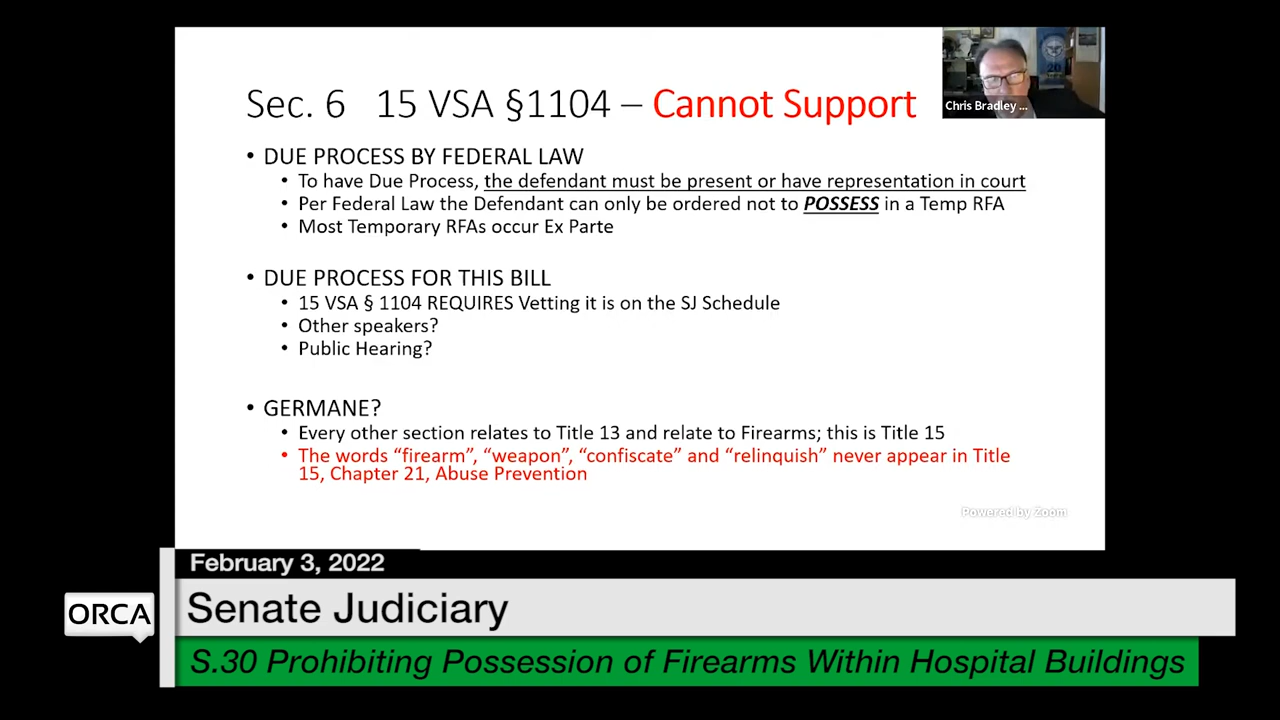 Sec. 6 15 VSA §1104 – Cannot Support
Chris Bradley ...
• DUE PROCESS BY FEDERAL LAW
• To have Due Process, the defendant must be present or have representation in court
• Per Federal Law the Defendant can only be ordered not to POSSESS in a Temp RFA
• Most Temporary RFAs occur Ex Parte
• DUE PROCESS FOR THIS BILL
• 15 VSA § 1104 REQUIRES Vetting it is on the SJ Schedule
• Other speakers?
• Public Hearing?
• GERMANE?
• Every other section relates to Title 13 and relate to Firearms; this is Title 15
• The words “firearm”, “weapon”, “confiscate” and “relinquish” never appear in Title
15, Chapter 21, Abuse Prevention
Powered by Zoom
February 3, 2022
ORCA
Senate Judiciary
S.30 Prohibiting Possession of Firearms Within Hospital Buildings